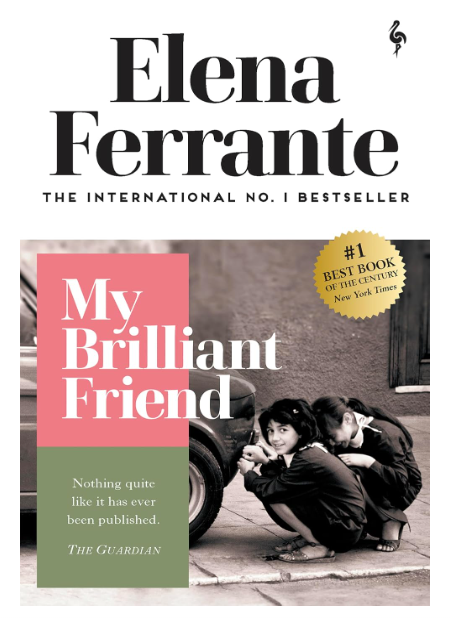 Elena
Ferrante
THE INTERNATIONAL NO. 1 BESTSELLER
#1
BEST BOOK
OF THE CENTURY
New York Times
My
Brilliant
Friend
Nothing quite
like it has ever
been published.
THE GUARDIAN